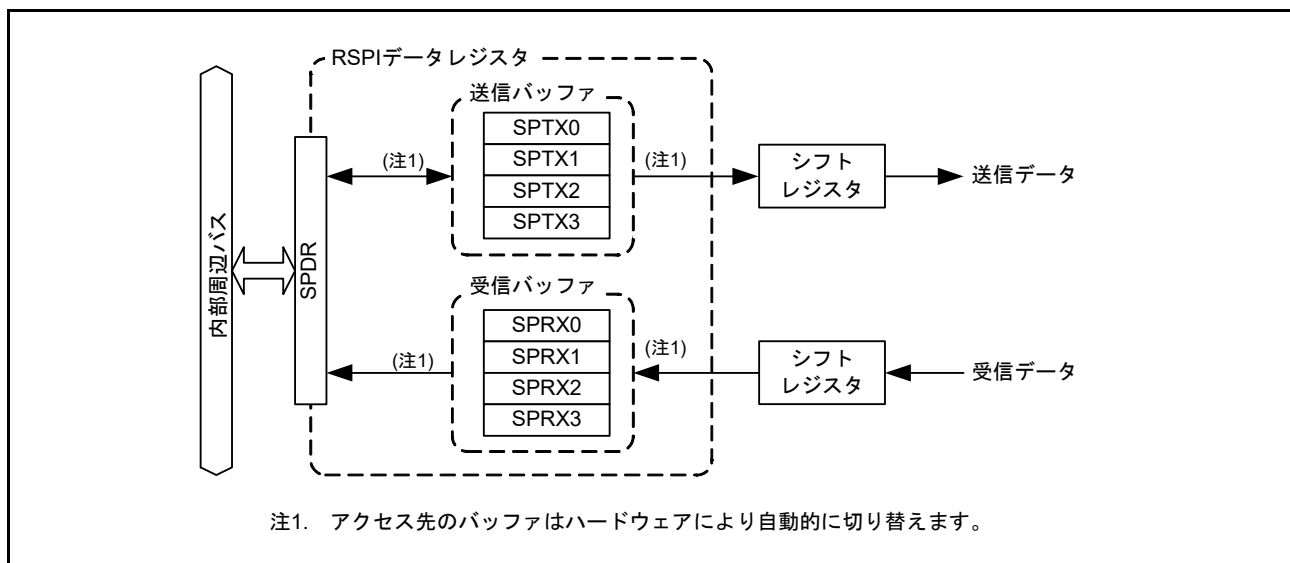 RSPIデータレジスタ
送信バッファ
SPTX0
SPTX1
SPTX2
SPTX3
(注1)
(注1)
シフト
レジスタ
送信データ
内部周辺バス
SPDR
受信バッファ
SPRX0
SPRX1
SPRX2
SPRX3
(注1)
(注1)
シフト
レジスタ
受信データ
注1. アクセス先のバッファはハードウェアにより自動的に切り替えます。